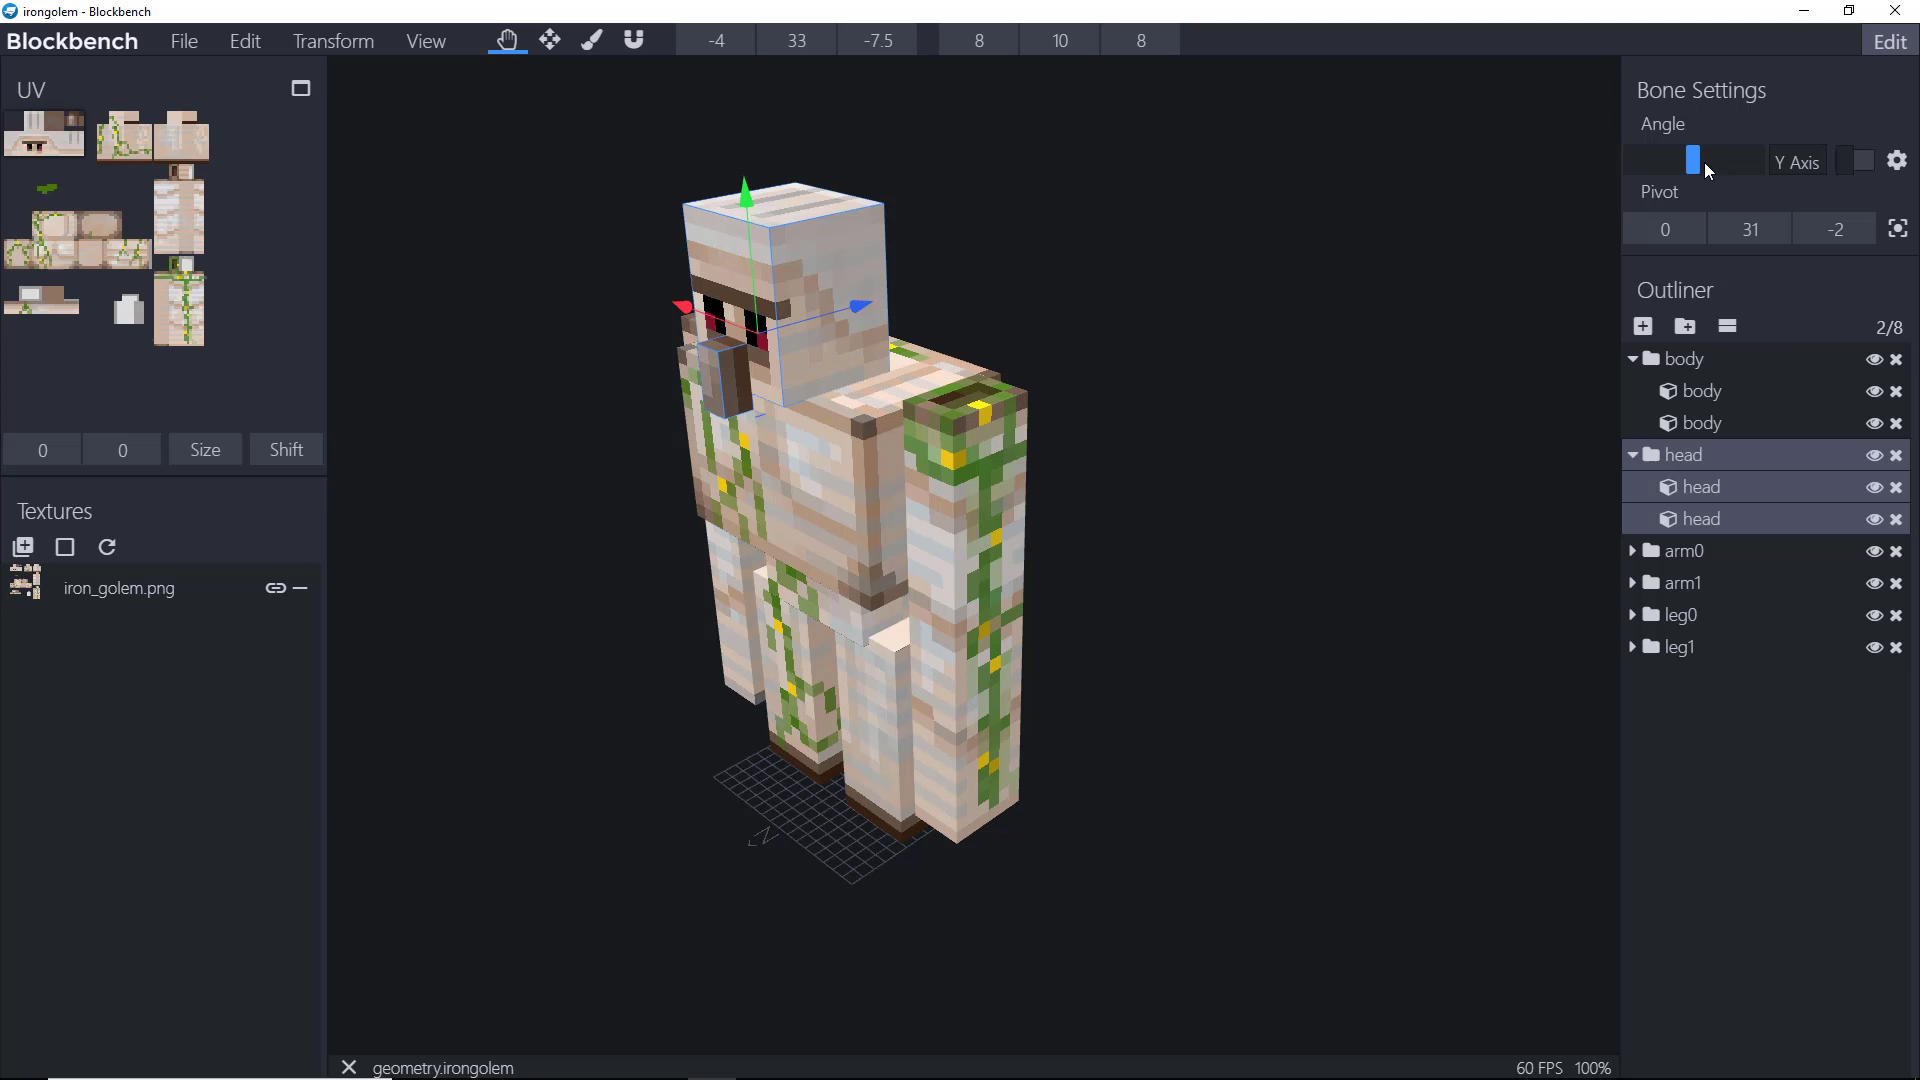 irongolem - Blockbench
Blockbench File Edit Transform View -4 33 -7.5 8 10 8 Edit
UV
0 0 Size Shift
Textures
iron_golem.png
geometry.irongolem 60 FPS 100%
Bone Settings
Angle
Y Axis
Pivot
0 31 -2
Outliner
2/8
body
body
body
head
head
head
arm0
arm1
leg0
leg1